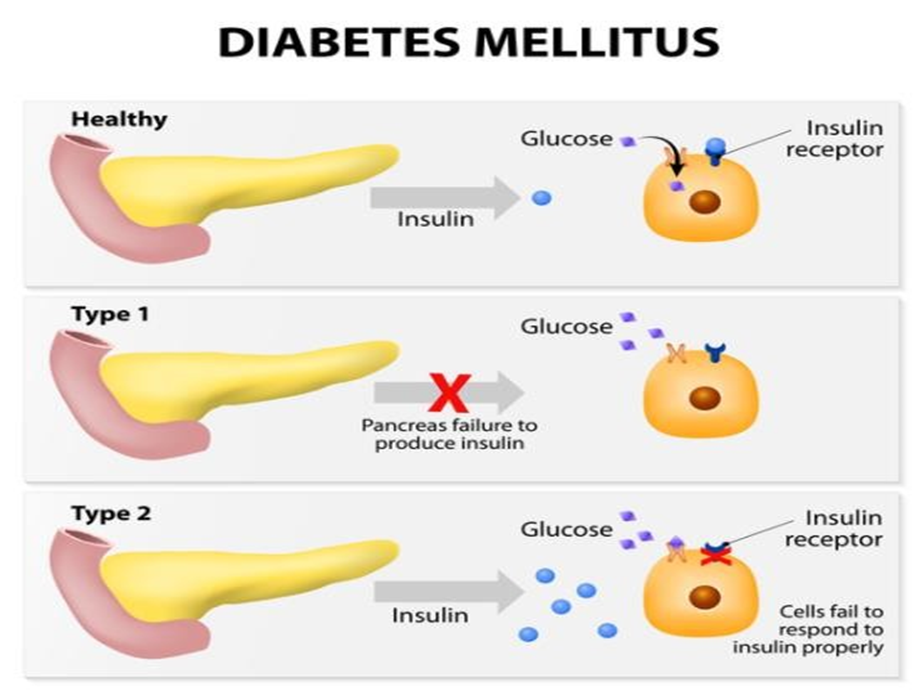 DIABETES MELLITUS
Healthy
Glucose
Insulin
receptor
Insulin
Type 1
Glucose
X
Pancreas failure to
produce insulin
Type 2
Glucose
Insulin
receptor
Insulin
Cells fail to
respond to
insulin properly